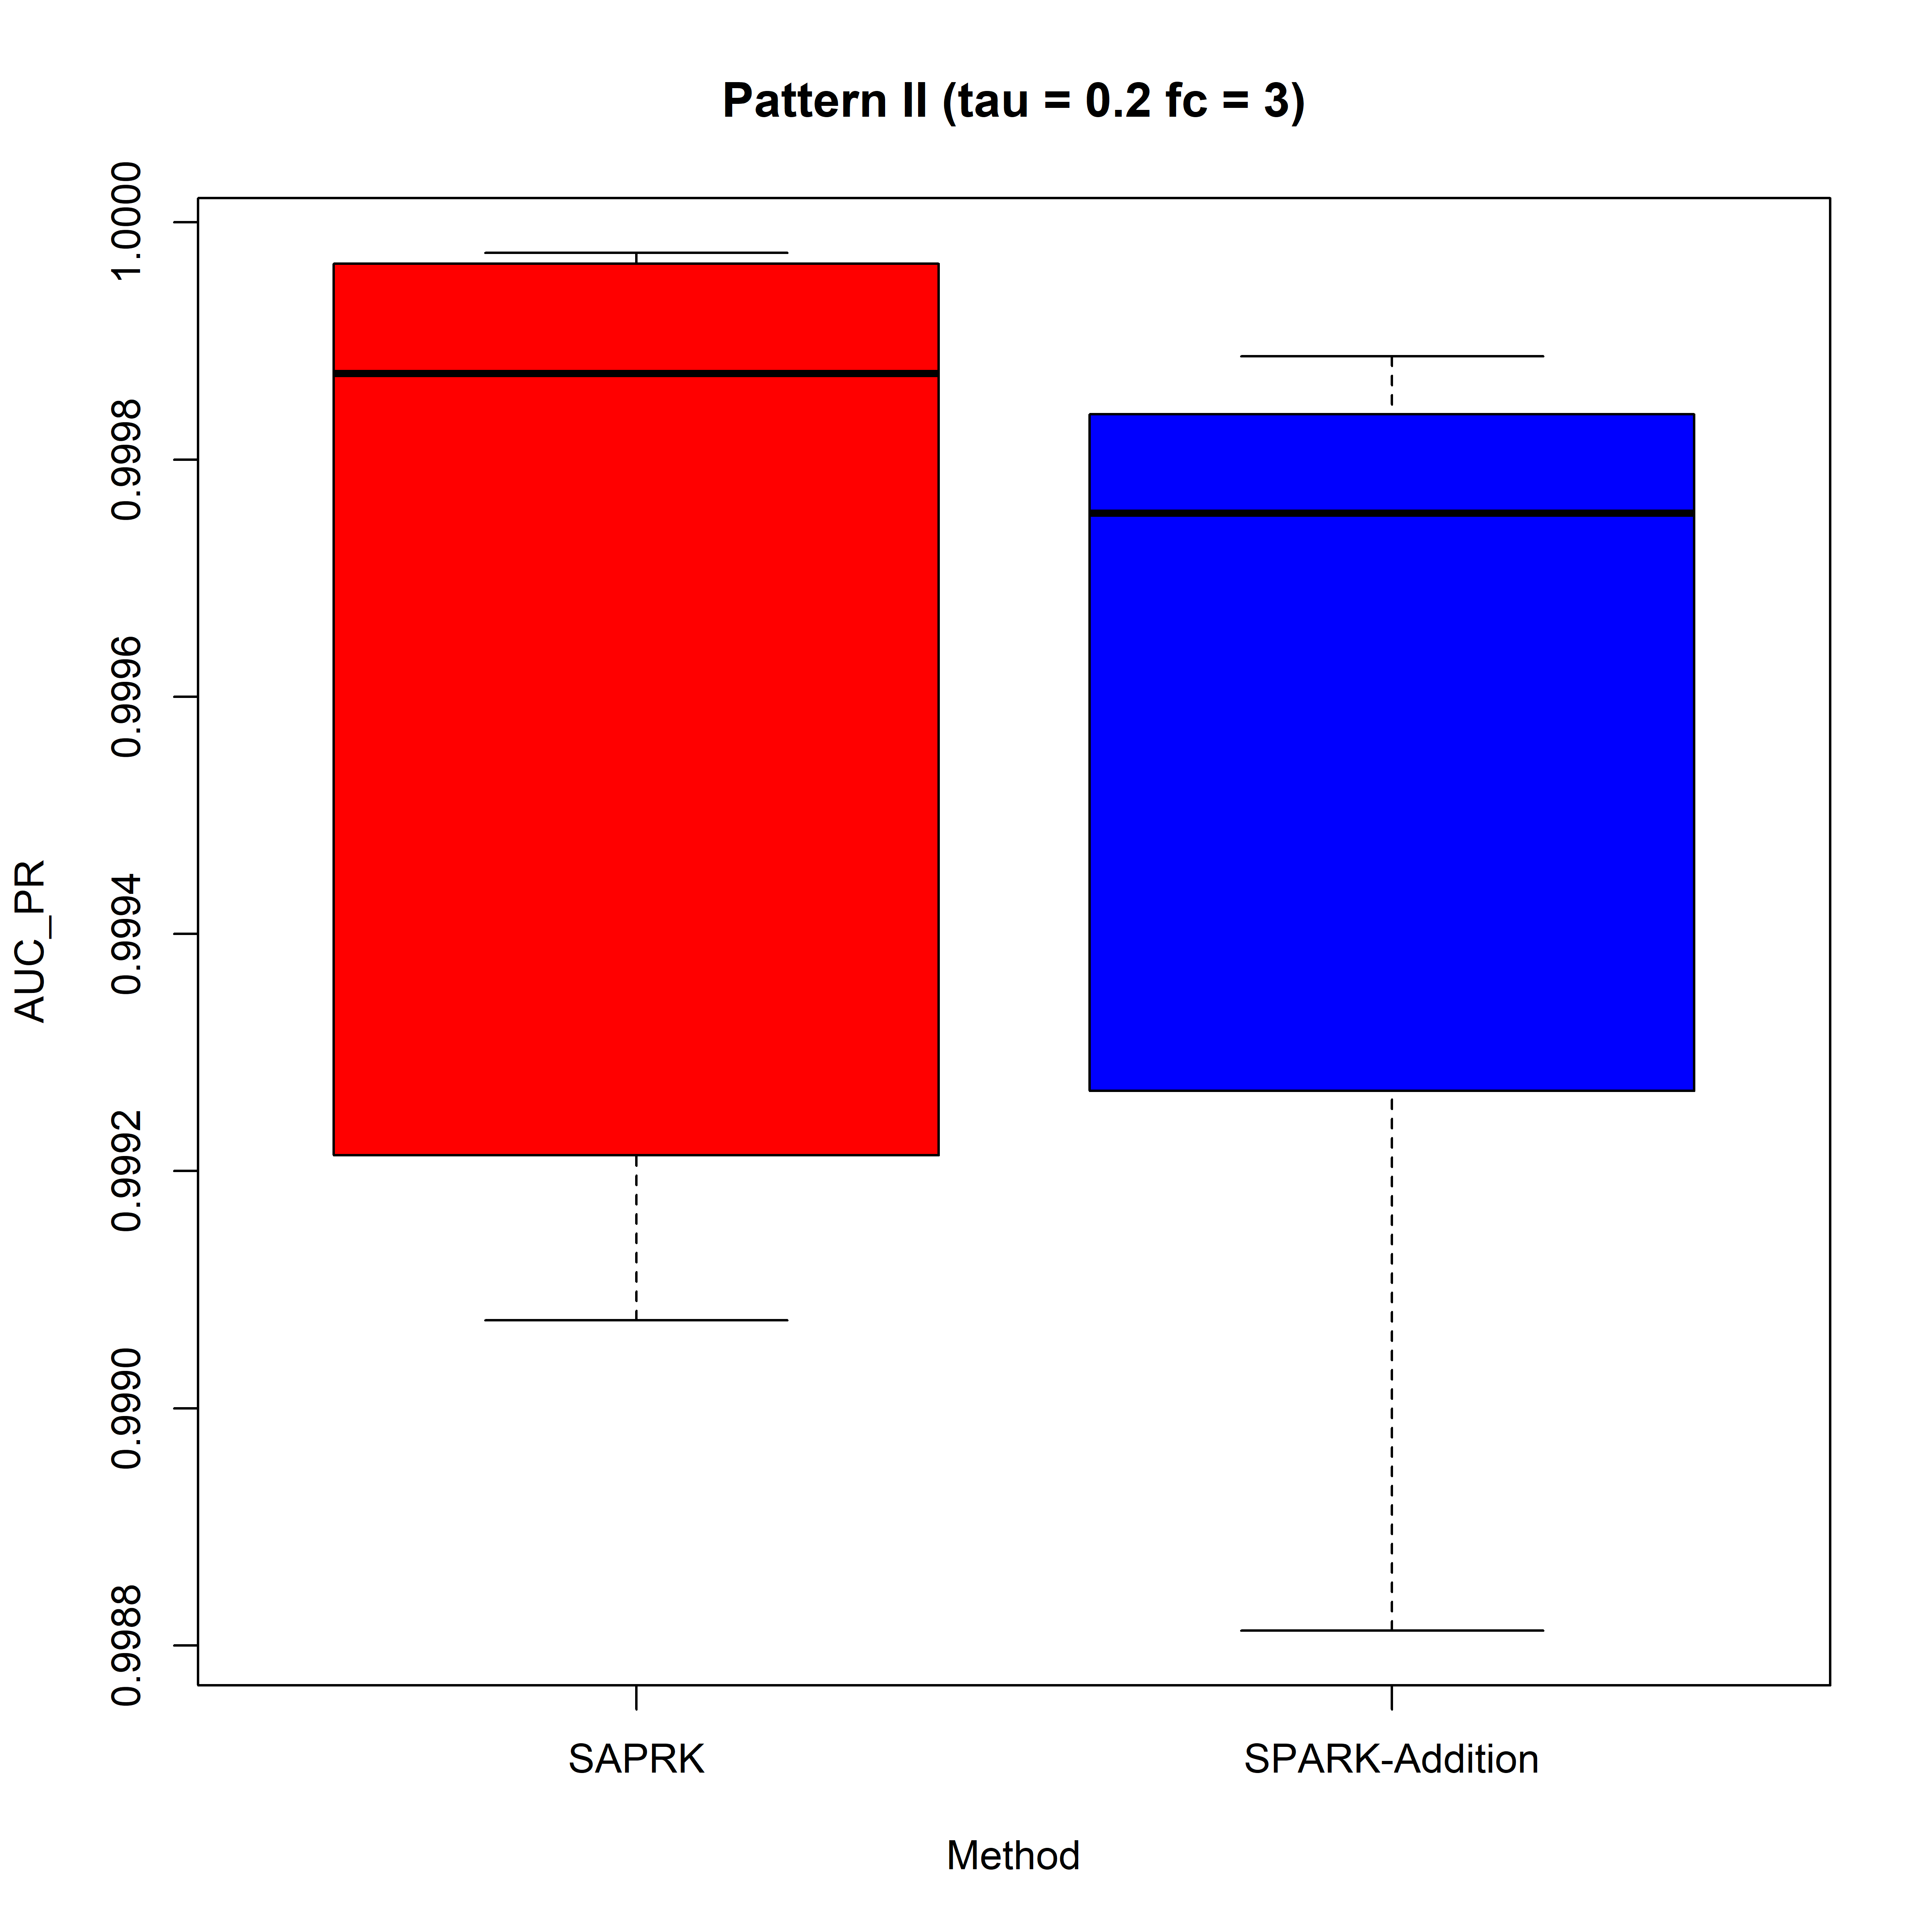 Pattern II (tau = 0.2 fc = 3)
AUC_PR
1.0000
0.9998
0.9996
0.9994
0.9992
0.9990
0.9988
SAPRK
SPARK-Addition
Method